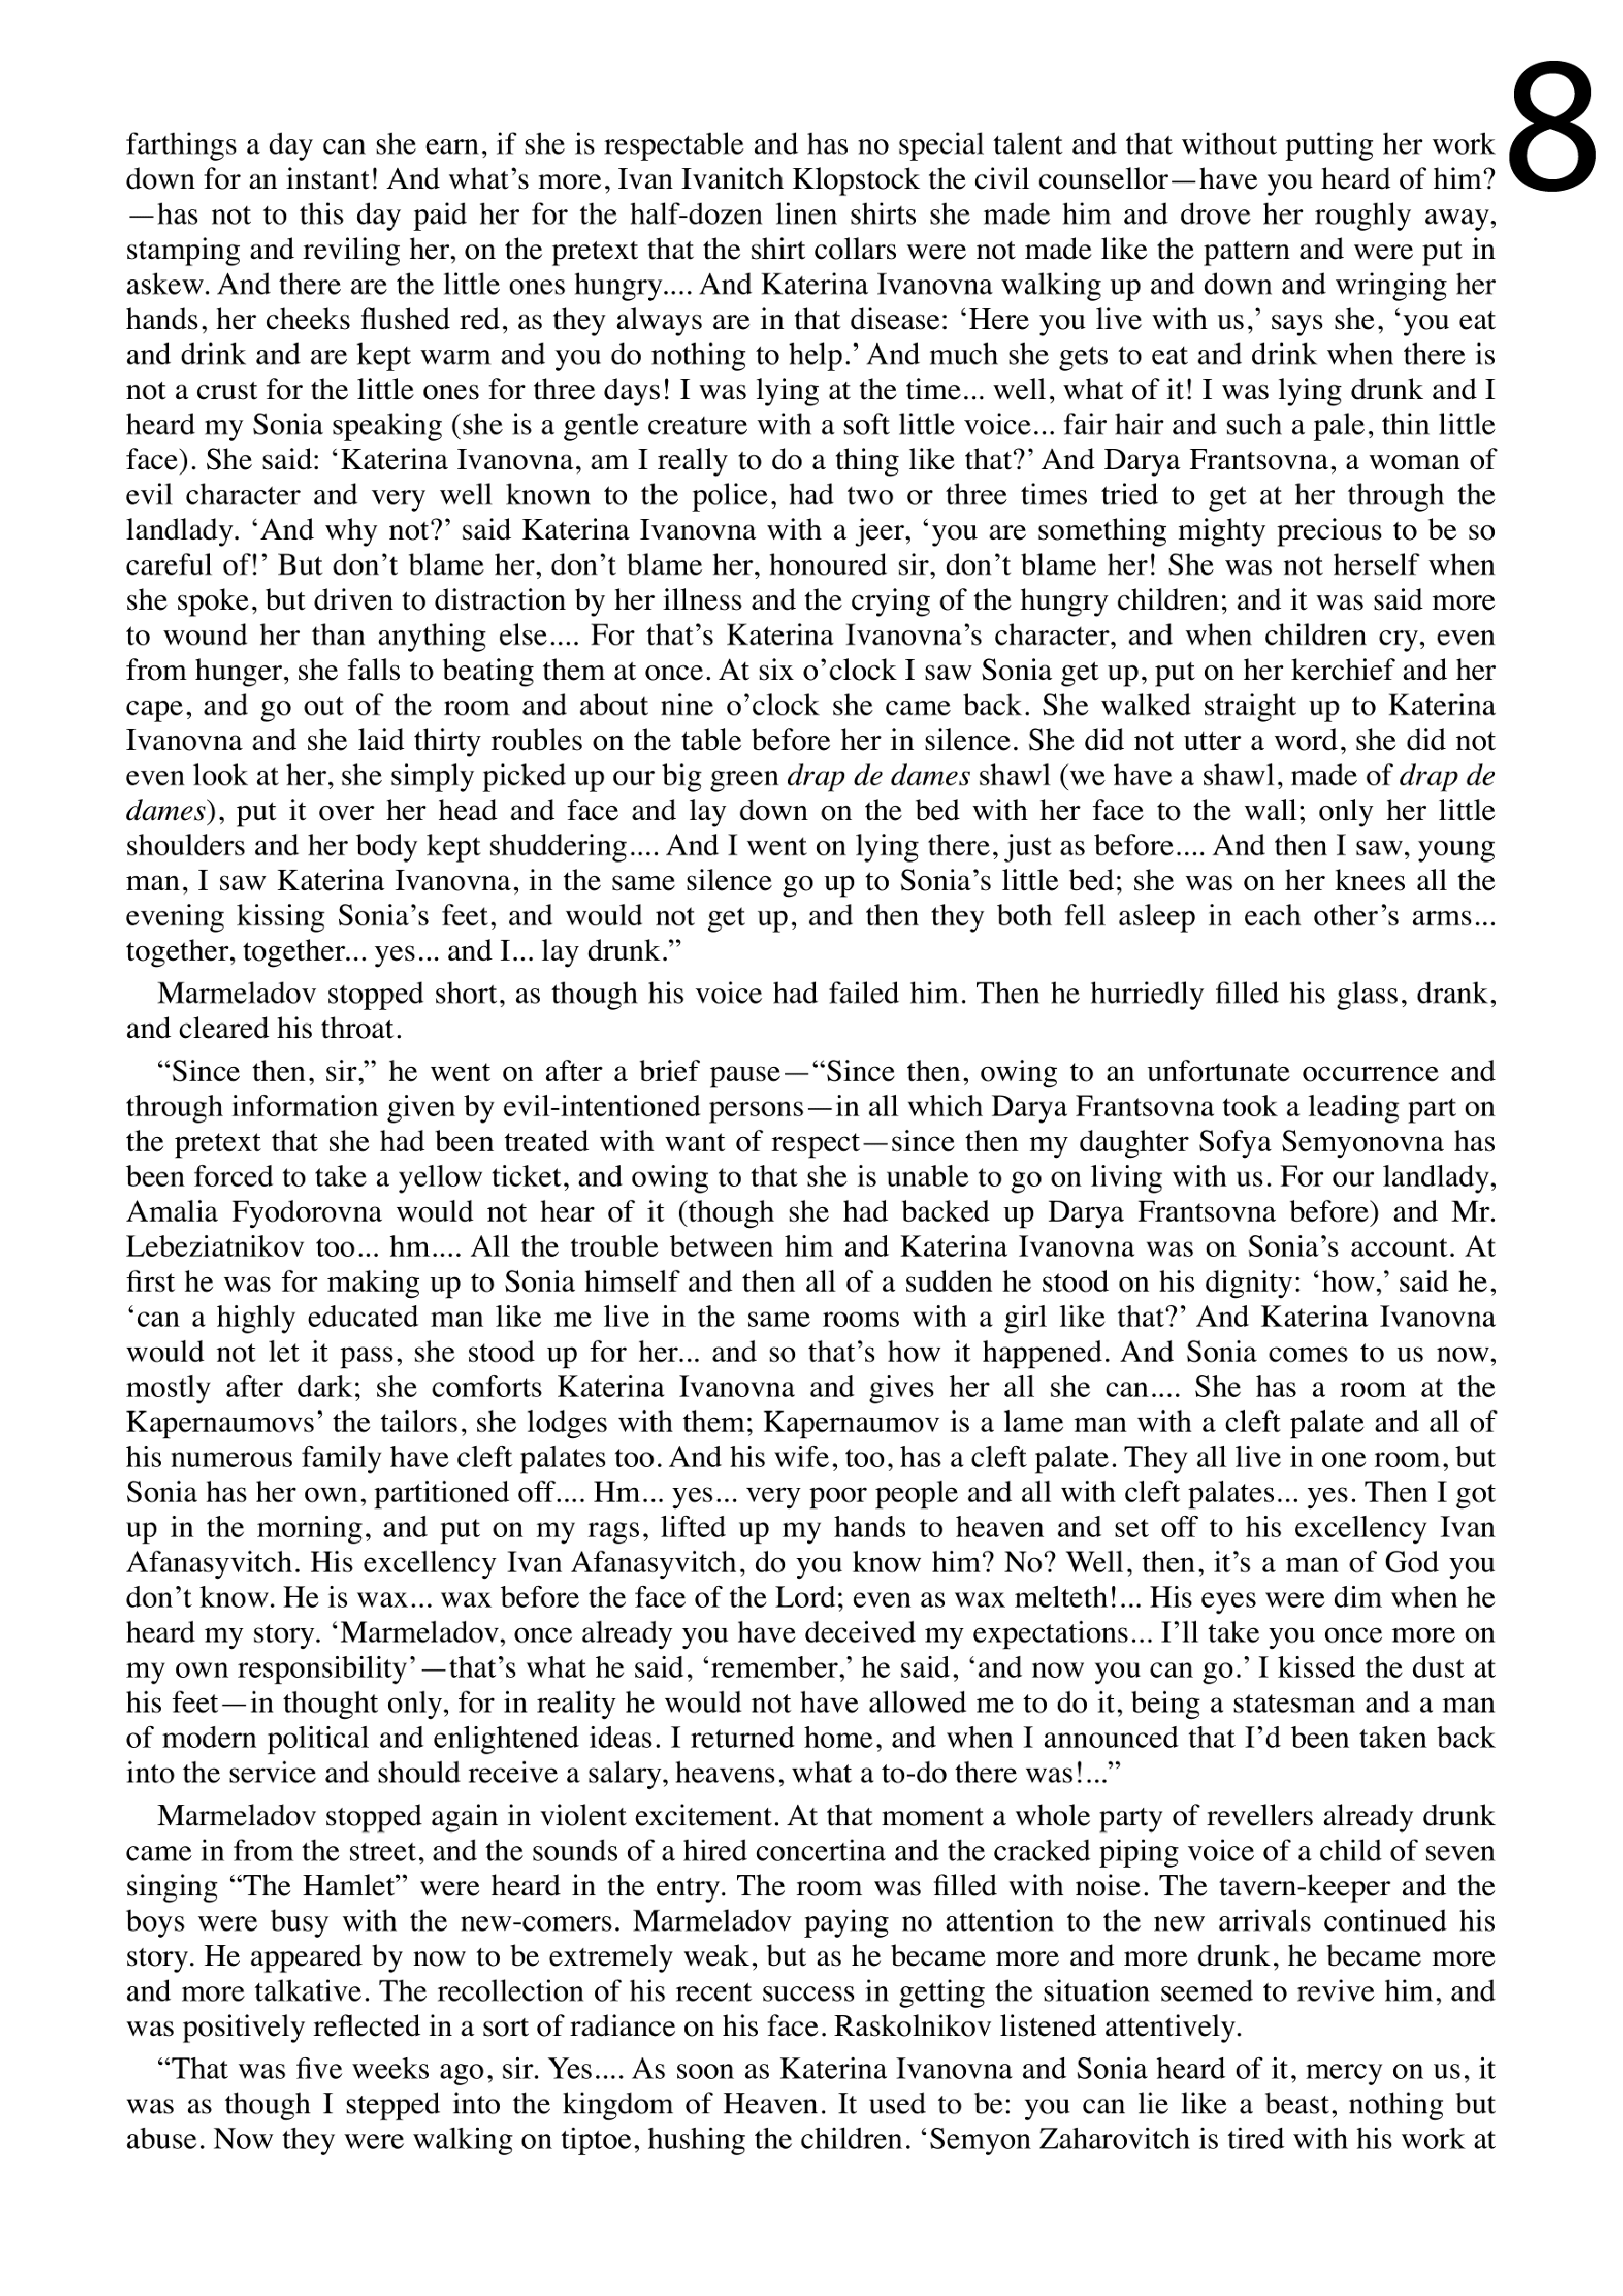 8
farthings a day can she earn, if she is respectable and has no special talent and that without putting her work
down for an instant! And what’s more, Ivan Ivanitch Klopstock the civil counsellor—have you heard of him?
—has not to this day paid her for the half-dozen linen shirts she made him and drove her roughly away,
stamping and reviling her, on the pretext that the shirt collars were not made like the pattern and were put in
askew. And there are the little ones hungry.... And Katerina Ivanovna walking up and down and wringing her
hands, her cheeks flushed red, as they always are in that disease: ‘Here you live with us,’ says she, ‘you eat
and drink and are kept warm and you do nothing to help.’ And much she gets to eat and drink when there is
not a crust for the little ones for three days! I was lying at the time... well, what of it! I was lying drunk and I
heard my Sonia speaking (she is a gentle creature with a soft little voice... fair hair and such a pale, thin little
face). She said: ‘Katerina Ivanovna, am I really to do a thing like that?’ And Darya Frantsovna, a woman of
evil character and very well known to the police, had two or three times tried to get at her through the
landlady. ‘And why not?’ said Katerina Ivanovna with a jeer, ‘you are something mighty precious to be so
careful of!’ But don’t blame her, don’t blame her, honoured sir, don’t blame her! She was not herself when
she spoke, but driven to distraction by her illness and the crying of the hungry children; and it was said more
to wound her than anything else.... For that’s Katerina Ivanovna’s character, and when children cry, even
from hunger, she falls to beating them at once. At six o’clock I saw Sonia get up, put on her kerchief and her
cape, and go out of the room and about nine o’clock she came back. She walked straight up to Katerina
Ivanovna and she laid thirty roubles on the table before her in silence. She did not utter a word, she did not
even look at her, she simply picked up our big green drap de dames shawl (we have a shawl, made of drap de
dames), put it over her head and face and lay down on the bed with her face to the wall; only her little
shoulders and her body kept shuddering.... And I went on lying there, just as before.... And then I saw, young
man, I saw Katerina Ivanovna, in the same silence go up to Sonia’s little bed; she was on her knees all the
evening kissing Sonia’s feet, and would not get up, and then they both fell asleep in each other’s arms...
together, together... yes... and I... lay drunk.”
Marmeladov stopped short, as though his voice had failed him. Then he hurriedly filled his glass, drank,
and cleared his throat.
“Since then, sir,” he went on after a brief pause—“Since then, owing to an unfortunate occurrence and
through information given by evil-intentioned persons—in all which Darya Frantsovna took a leading part on
the pretext that she had been treated with want of respect—since then my daughter Sofya Semyonovna has
been forced to take a yellow ticket, and owing to that she is unable to go on living with us. For our landlady,
Amalia Fyodorovna would not hear of it (though she had backed up Darya Frantsovna before) and Mr.
Lebeziatnikov too... hm.... All the trouble between him and Katerina Ivanovna was on Sonia’s account. At
first he was for making up to Sonia himself and then all of a sudden he stood on his dignity: ‘how,’ said he,
‘can a highly educated man like me live in the same rooms with a girl like that?’ And Katerina Ivanovna
would not let it pass, she stood up for her... and so that’s how it happened. And Sonia comes to us now,
mostly after dark; she comforts Katerina Ivanovna and gives her all she can.... She has a room at the
Kapernaumovs’ the tailors, she lodges with them; Kapernaumov is a lame man with a cleft palate and all of
his numerous family have cleft palates too. And his wife, too, has a cleft palate. They all live in one room, but
Sonia has her own, partitioned off.... Hm... yes... very poor people and all with cleft palates... yes. Then I got
up in the morning, and put on my rags, lifted up my hands to heaven and set off to his excellency Ivan
Afanasyvitch. His excellency Ivan Afanasyvitch, do you know him? No? Well, then, it’s a man of God you
don’t know. He is wax... wax before the face of the Lord; even as wax melteth!... His eyes were dim when he
heard my story. ‘Marmeladov, once already you have deceived my expectations... I’ll take you once more on
my own responsibility’—that’s what he said, ‘remember,’ he said, ‘and now you can go.’ I kissed the dust at
his feet—in thought only, for in reality he would not have allowed me to do it, being a statesman and a man
of modern political and enlightened ideas. I returned home, and when I announced that I’d been taken back
into the service and should receive a salary, heavens, what a to-do there was!...”
Marmeladov stopped again in violent excitement. At that moment a whole party of revellers already drunk
came in from the street, and the sounds of a hired concertina and the cracked piping voice of a child of seven
singing “The Hamlet” were heard in the entry. The room was filled with noise. The tavern-keeper and the
boys were busy with the new-comers. Marmeladov paying no attention to the new arrivals continued his
story. He appeared by now to be extremely weak, but as he became more and more drunk, he became more
and more talkative. The recollection of his recent success in getting the situation seemed to revive him, and
was positively reflected in a sort of radiance on his face. Raskolnikov listened attentively.
“That was five weeks ago, sir. Yes.... As soon as Katerina Ivanovna and Sonia heard of it, mercy on us, it
was as though I stepped into the kingdom of Heaven. It used to be: you can lie like a beast, nothing but
abuse. Now they were walking on tiptoe, hushing the children. ‘Semyon Zaharovitch is tired with his work at